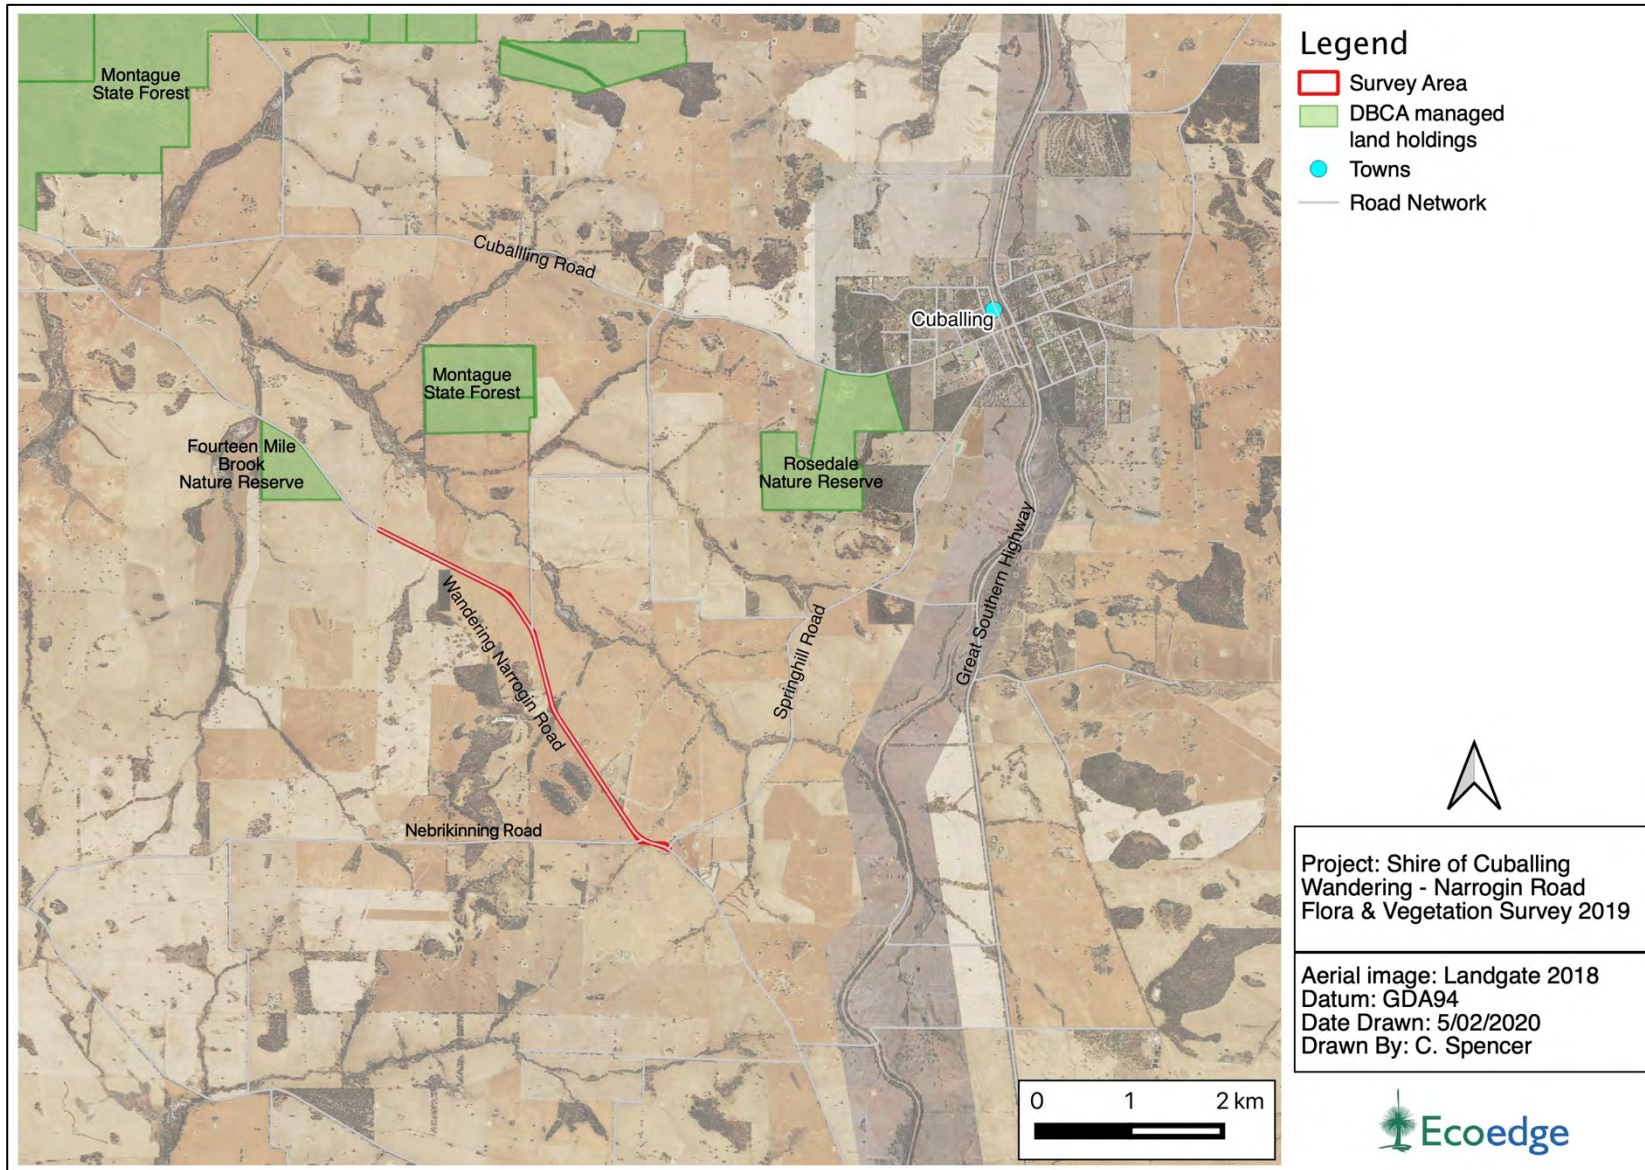 Montague
State Forest
Cuballling Road
Cuballing
Montague
State Forest
Fourteen Mile
Brook
Nature Reserve
Rosedale
Nature Reserve
Wandering Narrogin Road
Springhill Road
Great Southern Highway
Nebrikinning Road
0 1 2 km
Legend
Survey Area
DBCA managed
land holdings
Towns
Road Network
Project: Shire of Cuballing
Wandering - Narrogin Road
Flora & Vegetation Survey 2019
Aerial image: Landgate 2018
Datum: GDA94
Date Drawn: 5/02/2020
Drawn By: C. Spencer
Ecoedge